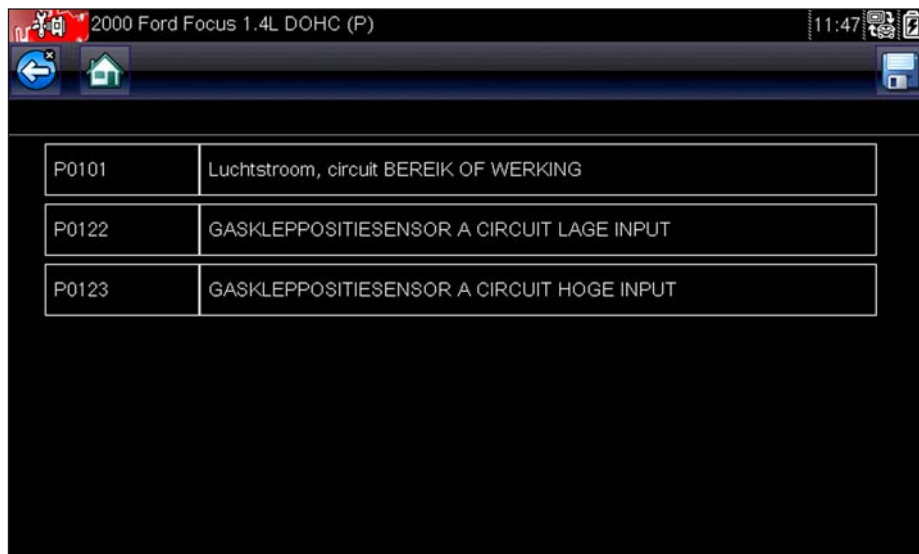 2000 Ford Focus 1.4L DOHC (P) 11:47
P0101 Luchtstroom, circuit BEREIK OF WERKING
P0122 GASKLEPPOSITIESENSOR A CIRCUIT LAGE INPUT
P0123 GASKLEPPOSITIESENSOR A CIRCUIT HOGE INPUT